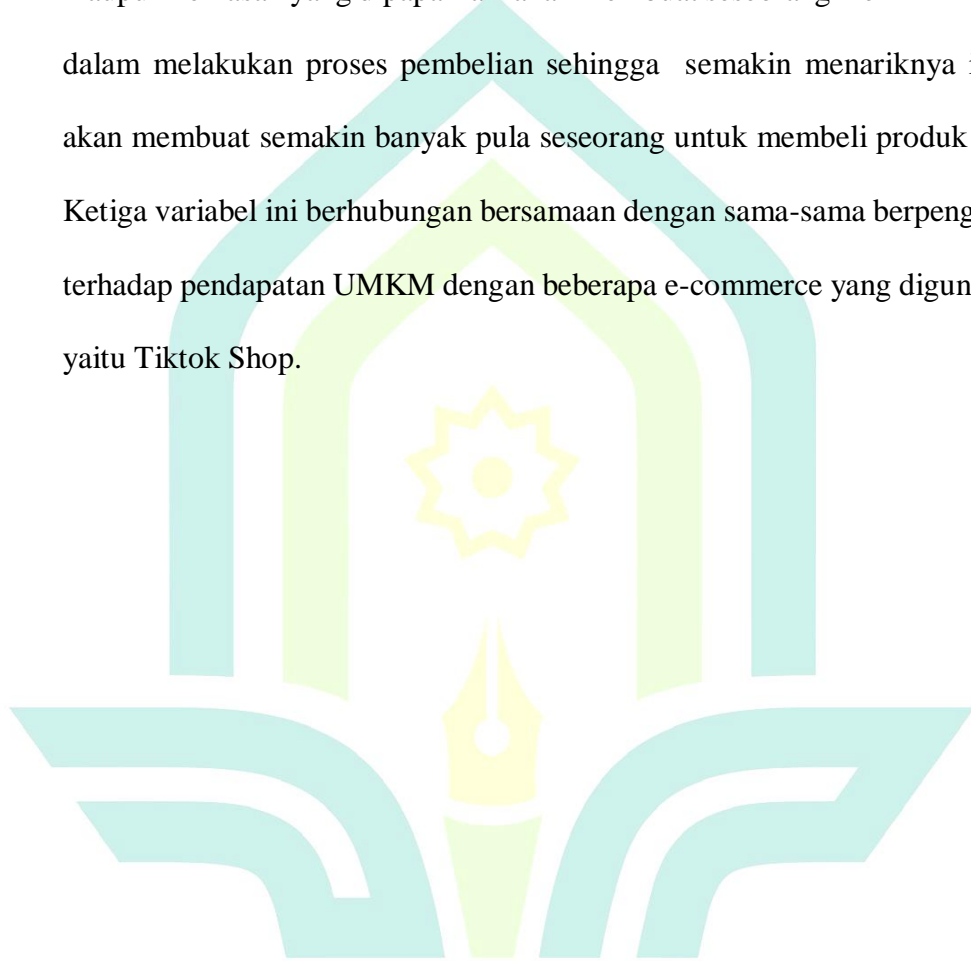 dalam melakukan proses pembelian sehingga semakin menariknya
akan membuat semakin banyak pula seseorang untuk membeli produk
Ketiga variabel ini berhubungan bersamaan dengan sama-sama berpeng
terhadap pendapatan UMKM dengan beberapa e-commerce yang digun
yaitu Tiktok Shop.